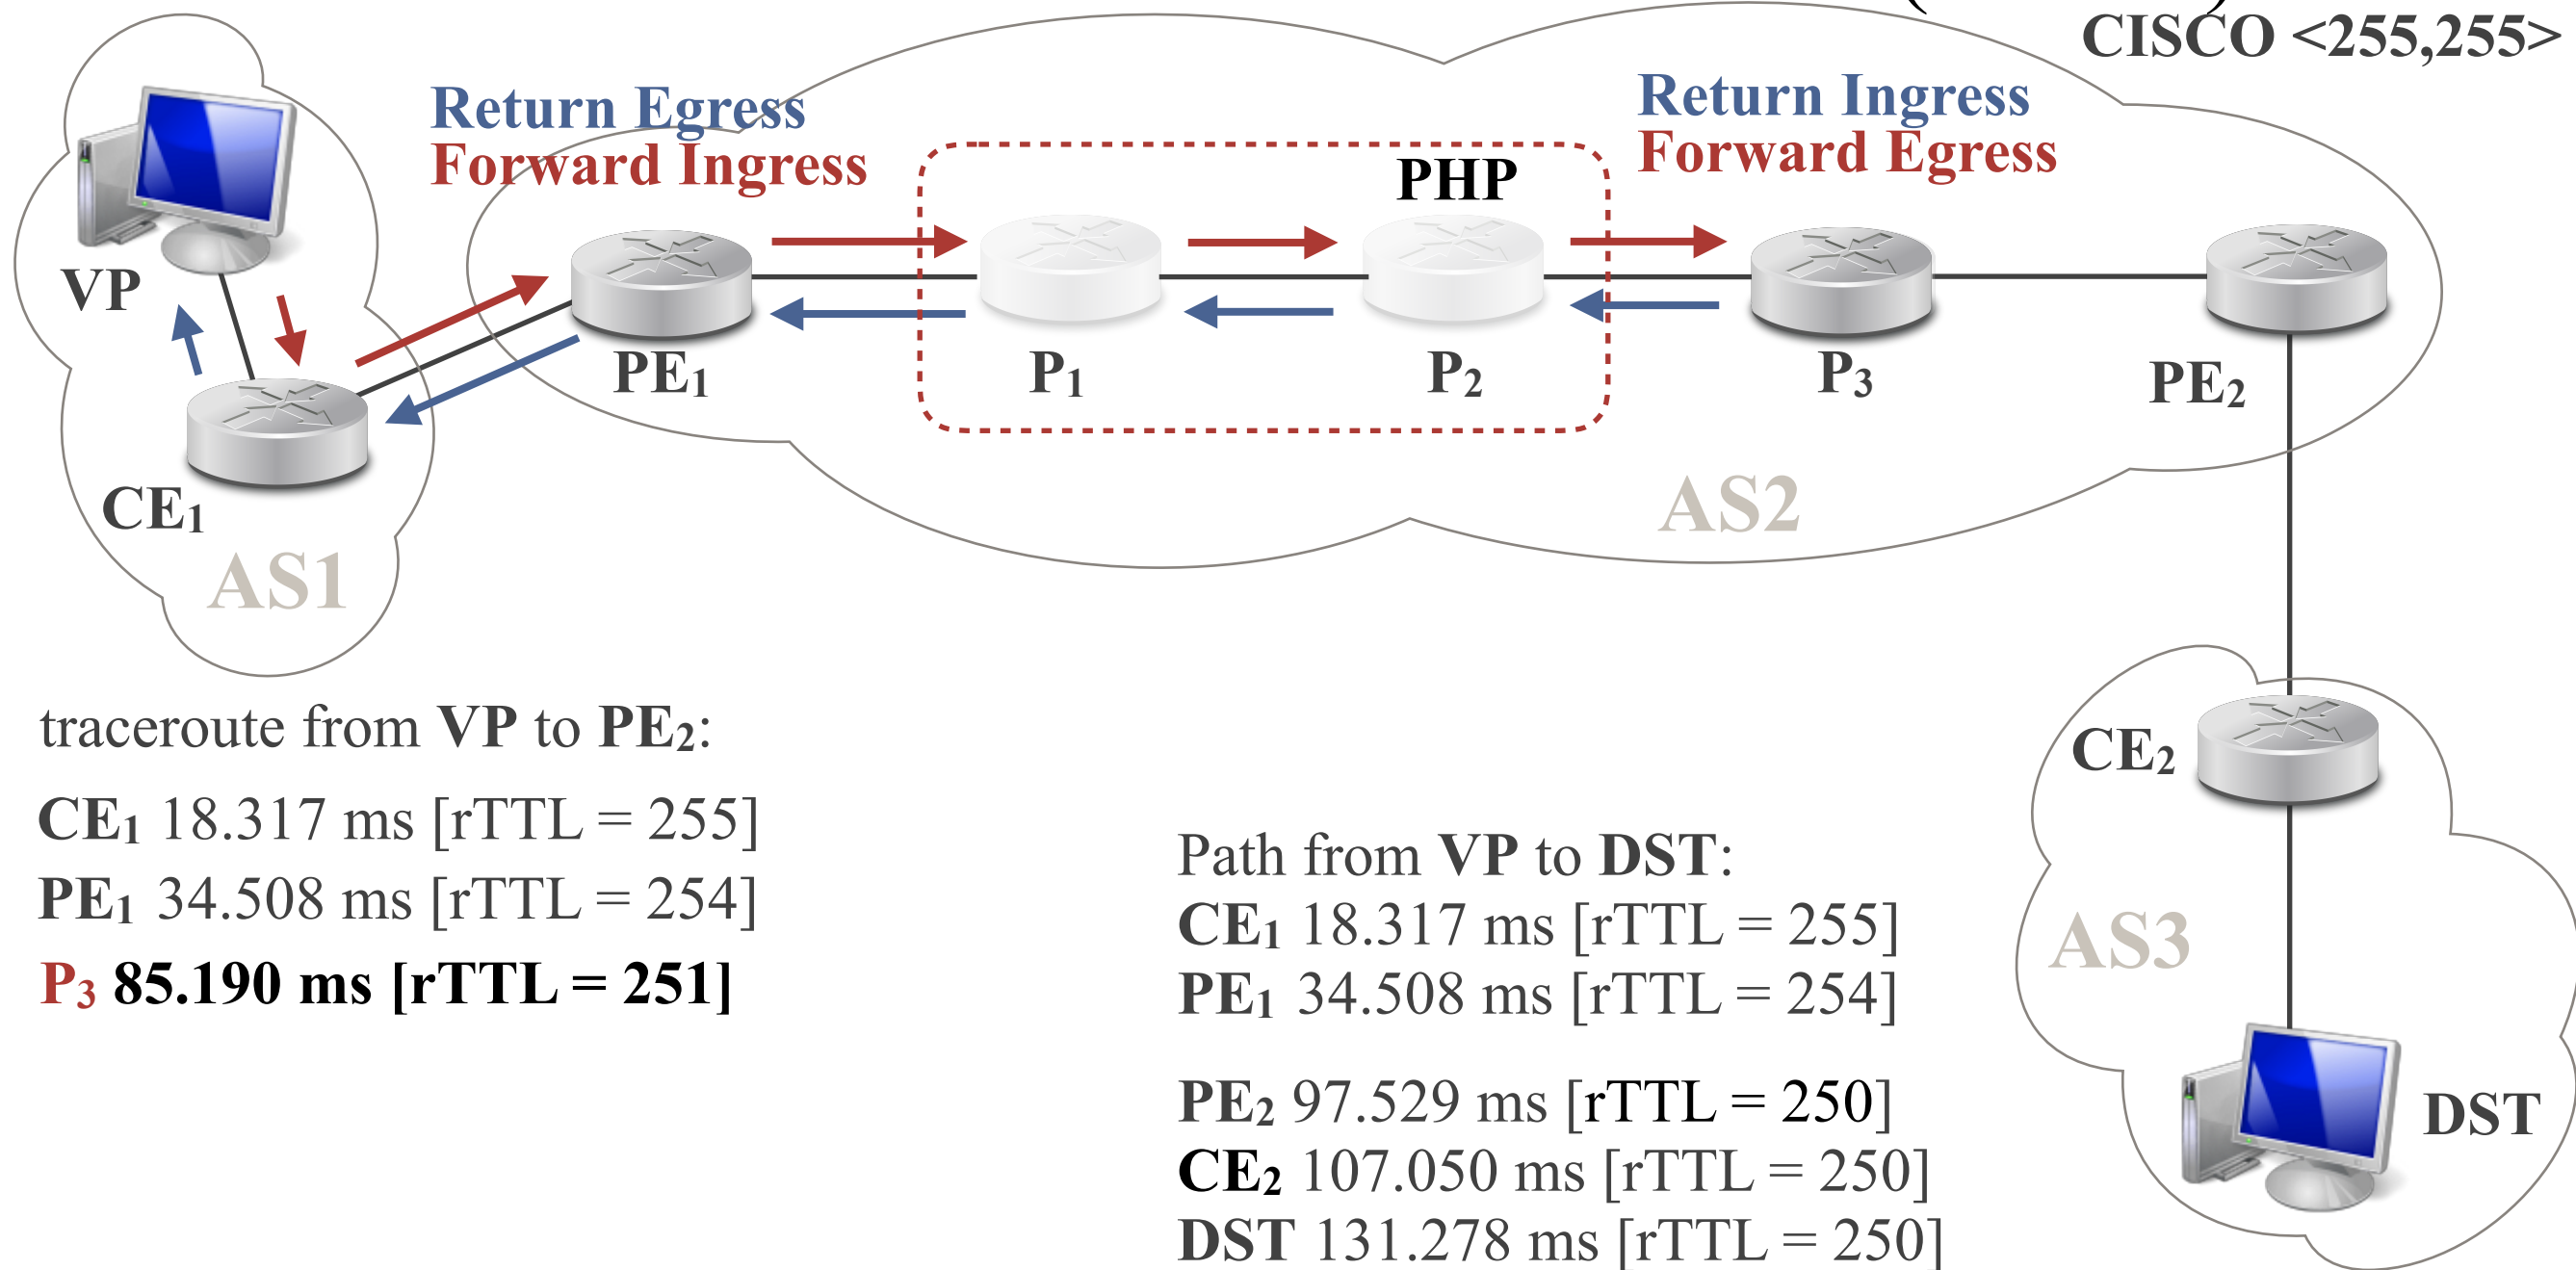 CISCO <255,255>
Return Egress
Forward Ingress
Return Ingress
Forward Egress
PHP
VP
PE1
P1
P2
P3
PE2
CE1
AS1
AS2
traceroute from VP to PE2:
CE1 18.317 ms [rTTL = 255]
PE1 34.508 ms [rTTL = 254]
P3 85.190 ms [rTTL = 251]
CE2
AS3
DST
Path from VP to DST:
CE1 18.317 ms [rTTL = 255]
PE1 34.508 ms [rTTL = 254]
PE2 97.529 ms [rTTL = 250]
CE2 107.050 ms [rTTL = 250]
DST 131.278 ms [rTTL = 250]